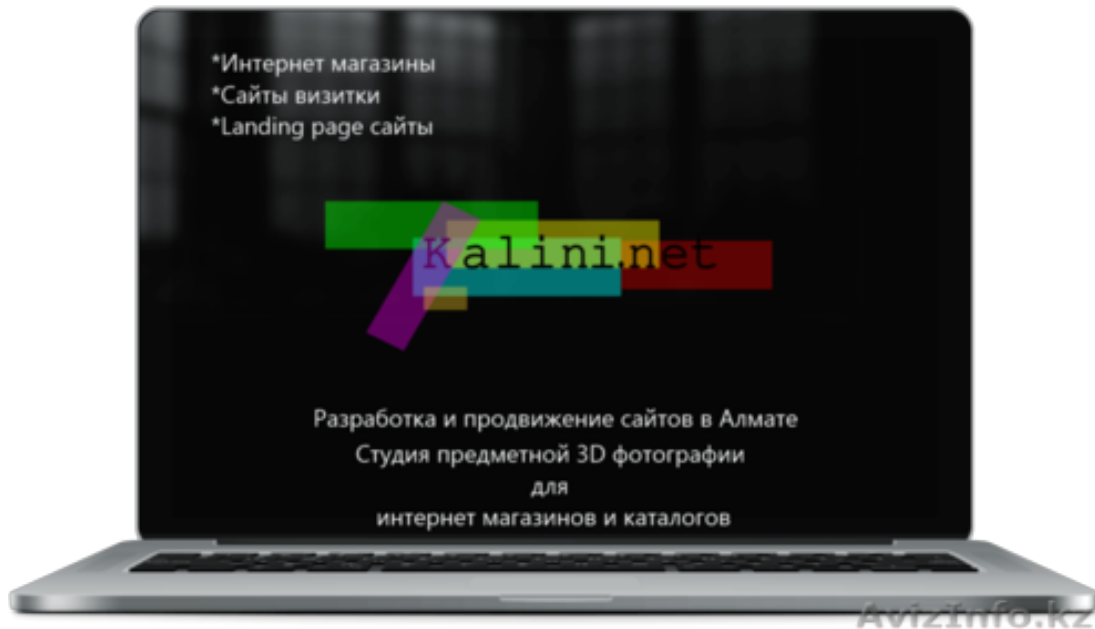 *Интернет магазины
*Сайты визитки
*Landing page сайты
Kalini.net
Разработка и продвижение сайтов в Алмате
Студия предметной 3D фотографии
для
интернет магазинов и каталогов
AvizInfo.kz